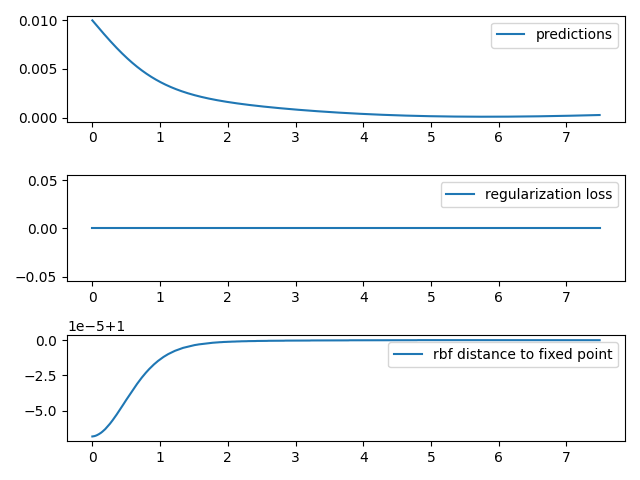 0.010
0.005
0.000
predictions
0 1 2 3 4 5 6 7
0.05
0.00
−0.05
regularization loss
0 1 2 3 4 5 6 7
1e−5+1
0.0
−2.5
−5.0
rbf distance to fixed point
0 1 2 3 4 5 6 7